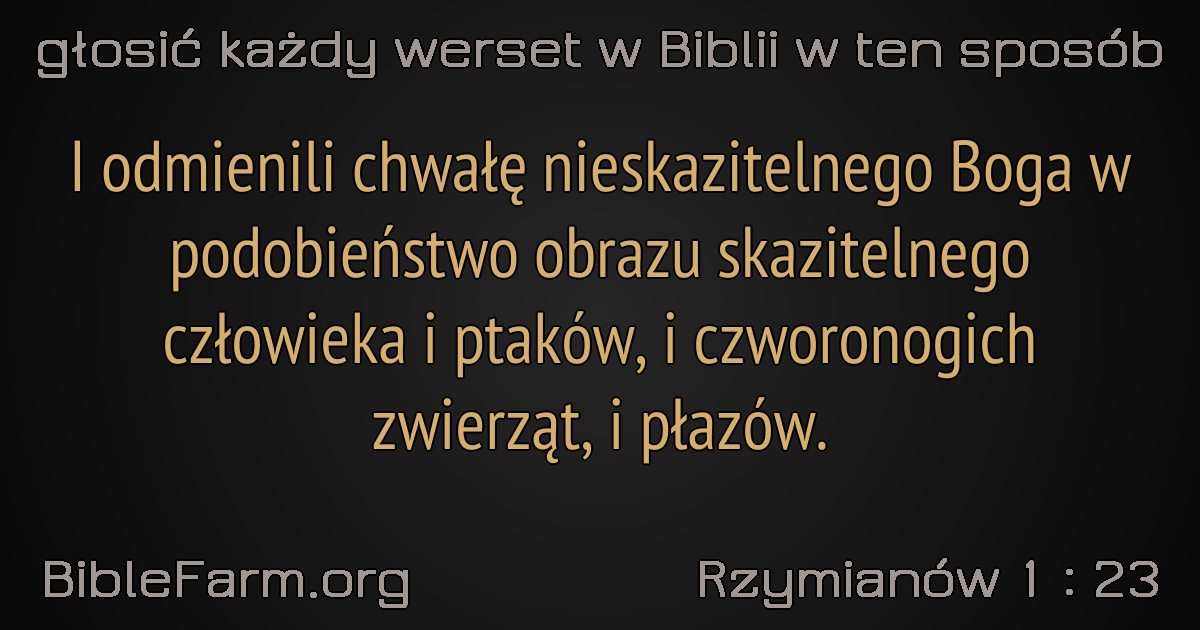 głosić każdy werset w Biblii w ten sposób
I odmienili chwałę nieskazitelnego Boga w
podobieństwo obrazu skazitelnego
człowieka i ptaków, i czworonogich
zwierząt, i płazów.
BibleFarm.org
Rzymianów 1 : 23